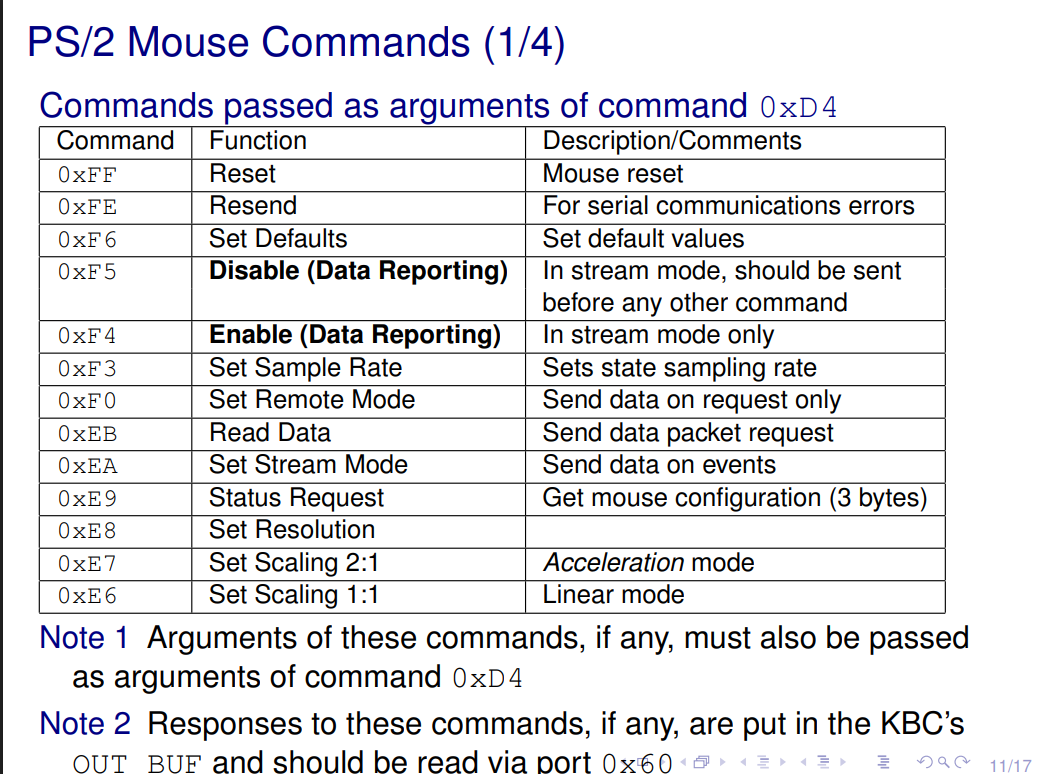 PS/2 Mouse Commands (1/4)
Commands passed as arguments of command 0xD4
Command Function Description/Comments
0xFF Reset Mouse reset
0xFE Resend For serial communications errors
0xF6 Set Defaults Set default values
0xF5 Disable (Data Reporting) In stream mode, should be sent
before any other command
0xF4 Enable (Data Reporting) In stream mode only
0xF3 Set Sample Rate Sets state sampling rate
0xF0 Set Remote Mode Send data on request only
0xEB Read Data Send data packet request
0xEA Set Stream Mode Send data on events
0xE9 Status Request Get mouse configuration (3 bytes)
0xE8 Set Resolution
0xE7 Set Scaling 2:1 Acceleration mode
0xE6 Set Scaling 1:1 Linear mode
Note 1 Arguments of these commands, if any, must also be passed
as arguments of command 0xD4
Note 2 Responses to these commands, if any, are put in the KBC's
OUT_BUF and should be read via port 0x60
11/17